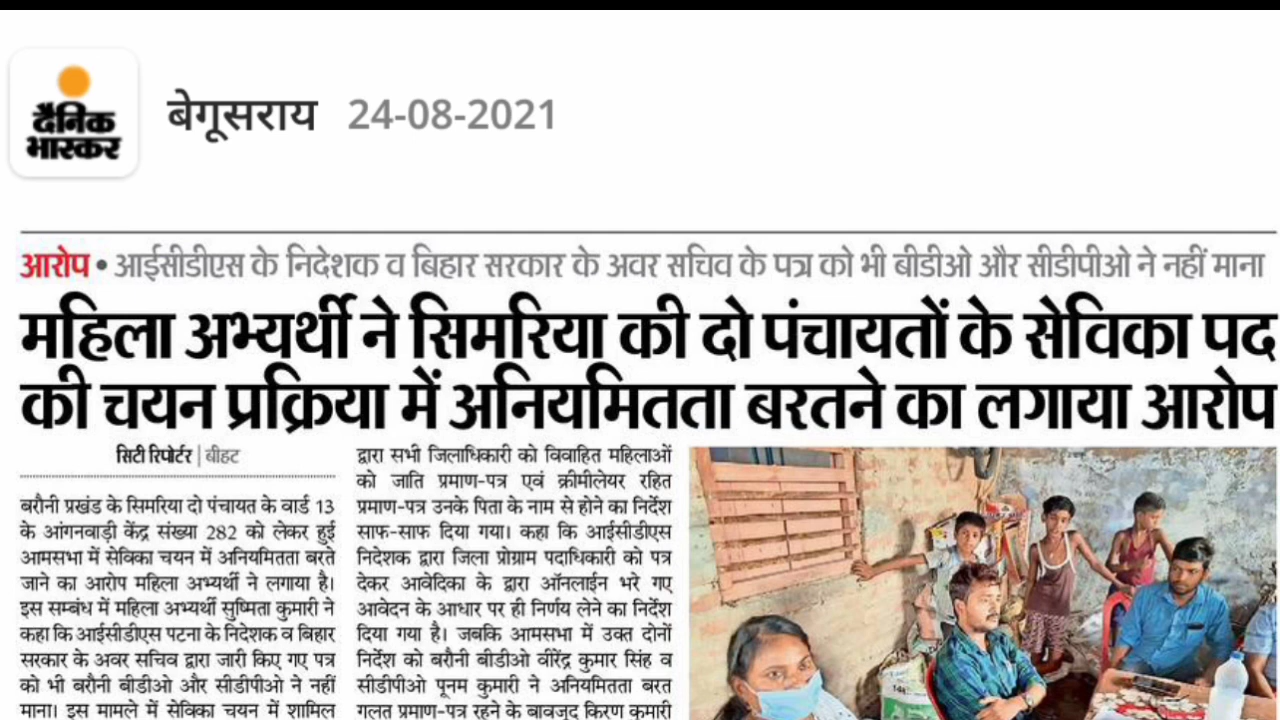 दैनिक
भास्कर
बेगूसराय 24-08-2021
आरोप • आईसीडीएस के निदेशक व बिहार सरकार के अवर सचिव के पत्र को भी बीडीओ और सीडीपीओ ने नहीं माना
महिला अभ्यर्थी ने सिमरिया की दो पंचायतों के सेविका पद
की चयन प्रक्रिया में अनियमितता बरतने का लगाया आरोप
सिटी रिपोर्टर | बीहट
बरौनी प्रखंड के सिमरिया दो पंचायत के वार्ड 13
के आंगनवाड़ी केंद्र संख्या 282 को लेकर हुई
आमसभा में सेविका चयन में अनियमितता बरते
जाने का आरोप महिला अभ्यर्थी ने लगाया है।
इस सम्बंध में महिला अभ्यर्थी सुष्मिता कुमारी ने
कहा कि आईसीडीएस पटना के निदेशक व बिहार
सरकार के अवर सचिव द्वारा जारी किए गए पत्र
को भी बरौनी बीडीओ और सीडीपीओ ने नहीं
माना। इस मामले में सेविका चयन में शामिल
द्वारा सभी जिलाधिकारी को विवाहित महिलाओं
को जाति प्रमाण-पत्र एवं क्रीमीलेयर रहित
प्रमाण-पत्र उनके पिता के नाम से होने का निर्देश
साफ-साफ दिया गया। कहा कि आईसीडीएस
निदेशक द्वारा जिला प्रोग्राम पदाधिकारी को पत्र
देकर आवेदिका के द्वारा ऑनलाईन भरे गए
आवेदन के आधार पर ही निर्णय लेने का निर्देश
दिया गया है। जबकि आमसभा में उक्त दोनों
निर्देश को बरौनी बीडीओ वीरेंद्र कुमार सिंह व
सीडीपीओ पूनम कुमारी ने अनियमितता बरत
गलत प्रमाण-पत्र रहने के बावजूद किरण कुमारी